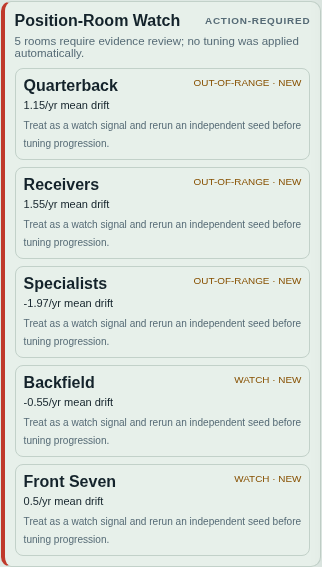 Position-Room Watch ACTION-REQUIRED
5 rooms require evidence review; no tuning was applied
automatically.
Quarterback OUT-OF-RANGE · NEW
1.15/yr mean drift
Treat as a watch signal and rerun an independent seed before
tuning progression.
Receivers OUT-OF-RANGE · NEW
1.55/yr mean drift
Treat as a watch signal and rerun an independent seed before
tuning progression.
Specialists OUT-OF-RANGE · NEW
-1.97/yr mean drift
Treat as a watch signal and rerun an independent seed before
tuning progression.
Backfield WATCH · NEW
-0.55/yr mean drift
Treat as a watch signal and rerun an independent seed before
tuning progression.
Front Seven WATCH · NEW
0.5/yr mean drift
Treat as a watch signal and rerun an independent seed before
tuning progression.